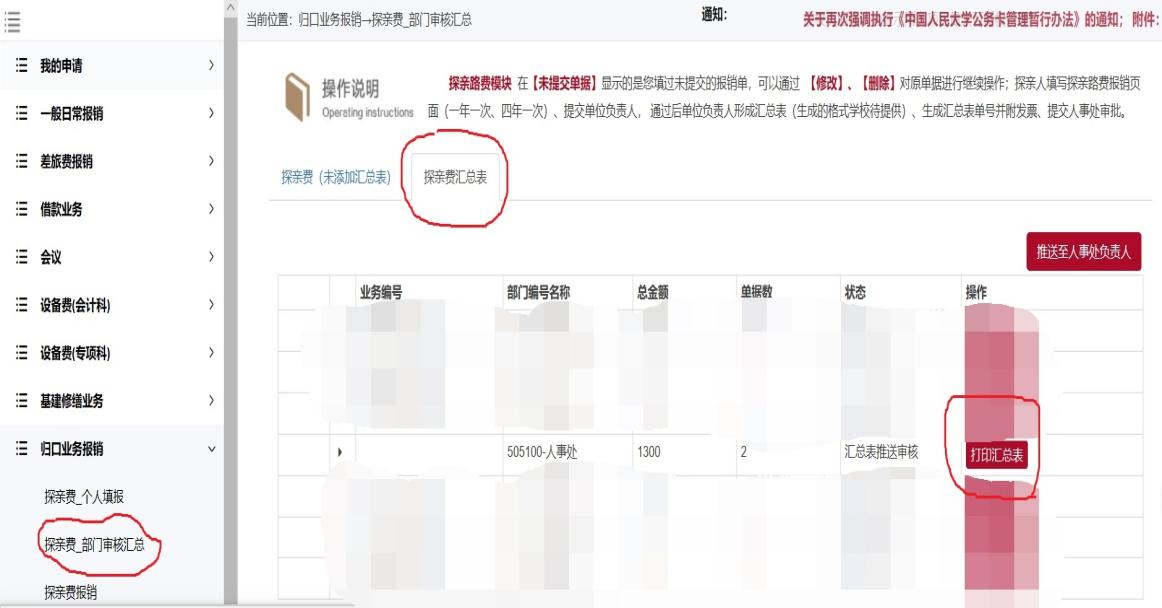 当前位置：归口业务报销→探亲费_部门审核汇总
通知：
关于再次强调执行《中国人民大学公务卡管理暂行办法》的通知；附件：
我的申请
一般日常报销
差旅费报销
借款业务
会议
设备费(会计科)
设备费(专项科)
基建修缮业务
归口业务报销
探亲费_个人填报
探亲费_部门审核汇总
探亲费报销
操作说明
Operating instructions
探亲路费模块 在【未提交单据】显示的是您填过未提交的报销单，可以通过 【修改】、【删除】对原单据进行继续操作；探亲人填写探亲路费报销页
面（一年一次、四年一次）、提交单位负责人，通过后单位负责人形成汇总表（生成的格式学校待提供）、生成汇总表单号并附发票、提交人事处审批。
探亲费（未添加汇总表）
探亲费汇总表
推送至人事处负责人
业务编号 部门编号名称 总金额 单据数 状态 操作
505100-人事处 1300 2 汇总表推送审核 打印汇总表